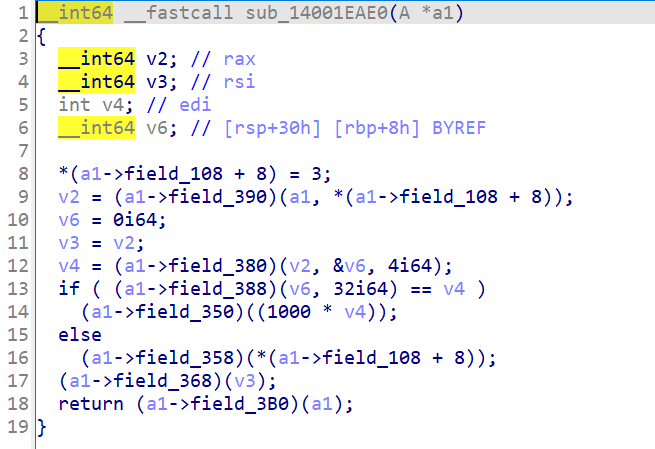 1 __int64 __fastcall sub_14001EAE0(A *a1)
2 {
3   __int64 v2; // rax
4   __int64 v3; // rsi
5   int v4; // edi
6   __int64 v6; // [rsp+30h] [rbp+8h] BYREF
7
8   *(a1->field_108 + 8) = 3;
9   v2 = (a1->field_390)(a1, *(a1->field_108 + 8));
10   v6 = 0i64;
11   v3 = v2;
12   v4 = (a1->field_380)(v2, &v6, 4i64);
13   if ( (a1->field_388)(v6, 32i64) == v4 )
14     (a1->field_350)((1000 * v4));
15   else
16     (a1->field_358)(*(a1->field_108 + 8));
17   (a1->field_368)(v3);
18   return (a1->field_3B0)(a1);
19 }